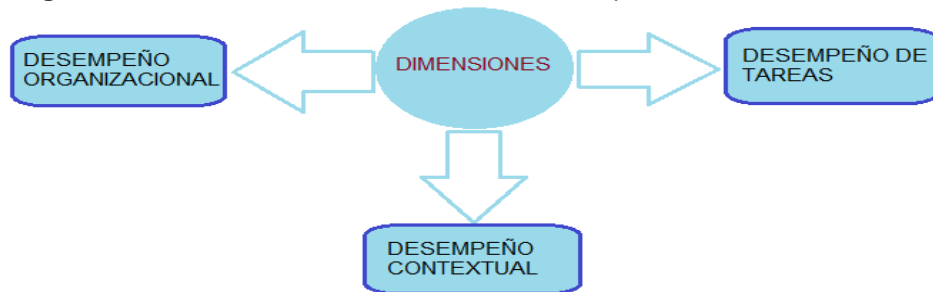 DIMENSIONES
DESEMPEÑO
ORGANIZACIONAL
DESEMPEÑO DE
TAREAS
DESEMPEÑO
CONTEXTUAL